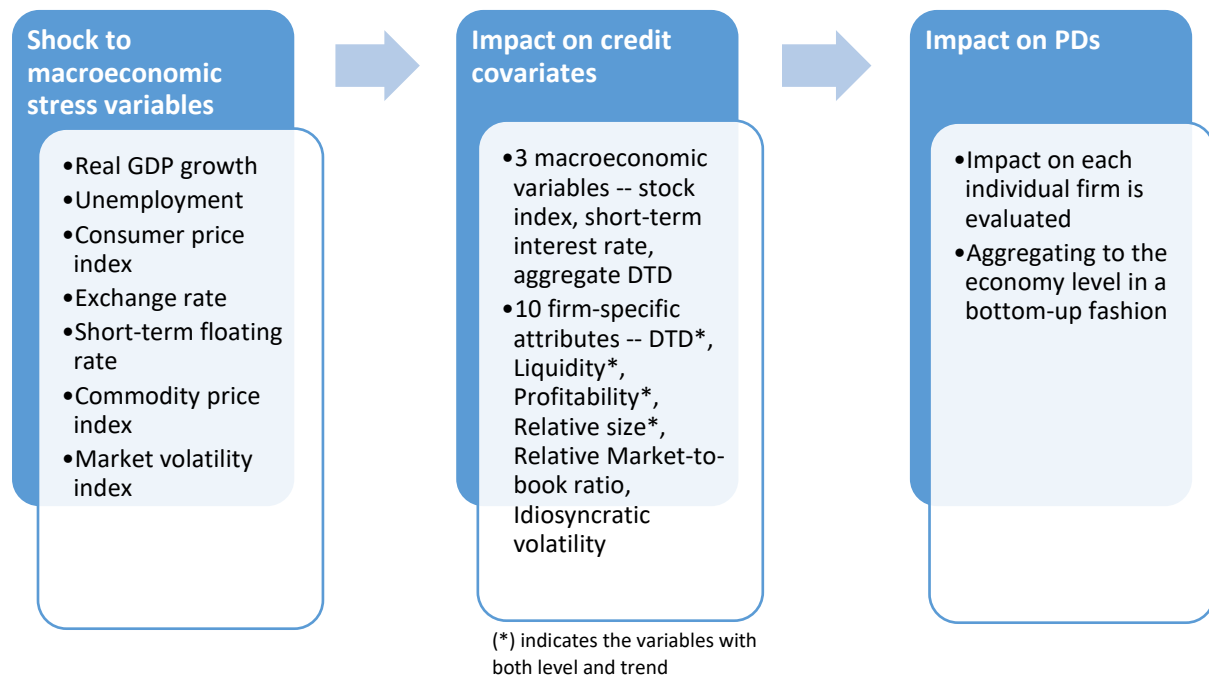 Shock to
macroeconomic
stress variables
•Real GDP growth
•Unemployment
•Consumer price
index
•Exchange rate
•Short-term floating
rate
•Commodity price
index
•Market volatility
index
Impact on credit
covariates
•3 macroeconomic
variables -- stock
index, short-term
interest rate,
aggregate DTD
•10 firm-specific
attributes -- DTD*,
Liquidity*,
Profitability*,
Relative size*,
Relative Market-to-
book ratio,
Idiosyncratic
volatility
(*) indicates the variables with
both level and trend
Impact on PDs
•Impact on each
individual firm is
evaluated
•Aggregating to the
economy level in a
bottom-up fashion